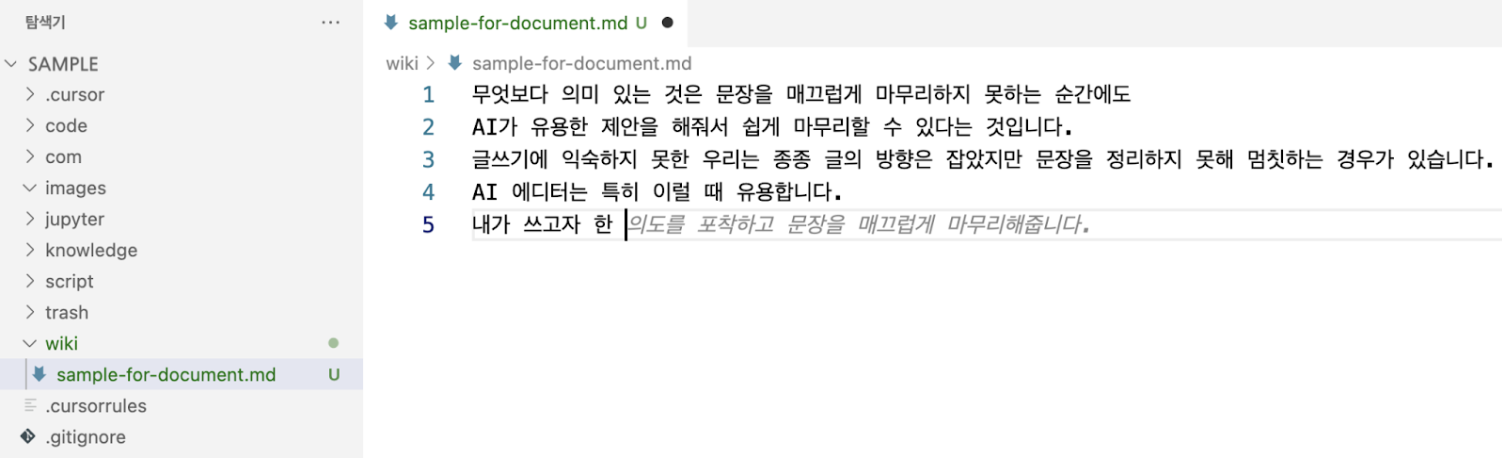 탐색기 ···
SAMPLE
.cursor
code
com
images
jupyter
knowledge
script
trash
wiki
sample-for-document.md U
.cursorrules
.gitignore
sample-for-document.md U ●
wiki > sample-for-document.md
1 무엇보다 의미 있는 것은 문장을 매끄럽게 마무리하지 못하는 순간에도
2 AI가 유용한 제안을 해줘서 쉽게 마무리할 수 있다는 것입니다.
3 글쓰기에 익숙하지 못한 우리는 종종 글의 방향은 잡았지만 문장을 정리하지 못해 멈칫하는 경우가 있습니다.
4 AI 에디터는 특히 이럴 때 유용합니다.
5 내가 쓰고자 한 의도를 포착하고 문장을 매끄럽게 마무리해줍니다.